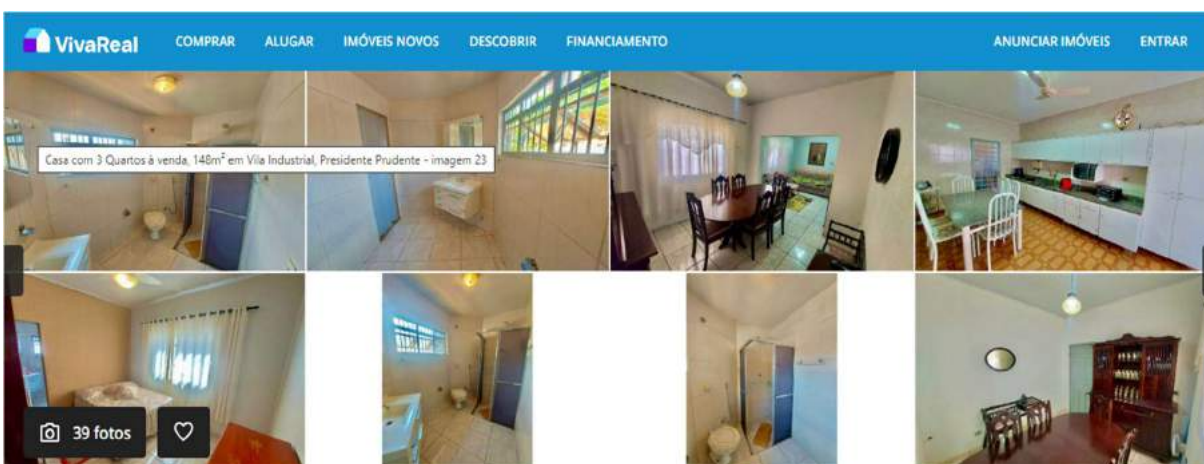 VivaReal COMPRAR ALUGAR IMÓVEIS NOVOS DESCOBRIR FINANCIAMENTO ANUNCIAR IMÓVEIS ENTRAR
Casa com 3 Quartos à venda, 148m² em Vila Industrial, Presidente Prudente - imagem 23
39 fotos